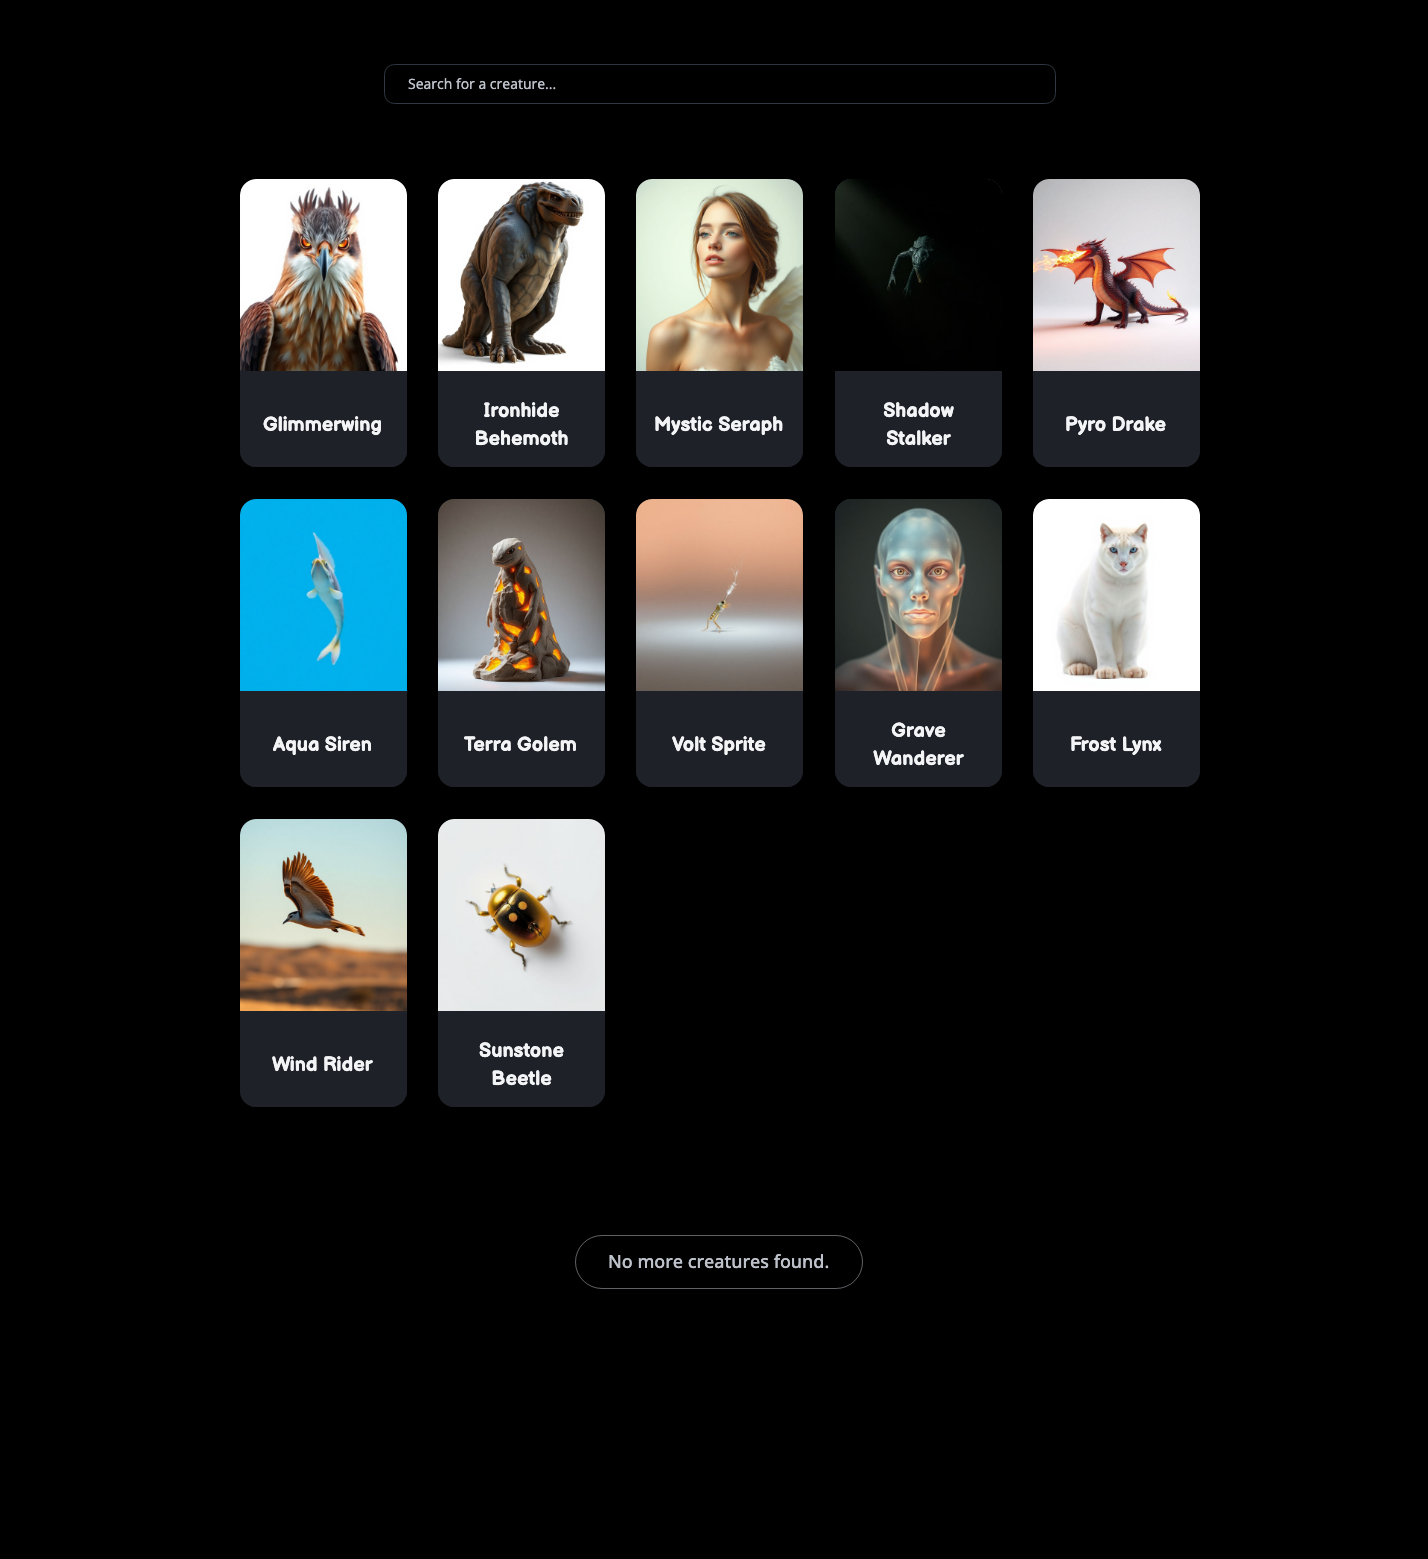 Search for a creature...
Glimmerwing
Ironhide
Behemoth
Mystic Seraph
Shadow
Stalker
Pyro Drake
Aqua Siren
Terra Golem
Volt Sprite
Grave
Wanderer
Frost Lynx
Wind Rider
Sunstone
Beetle
No more creatures found.